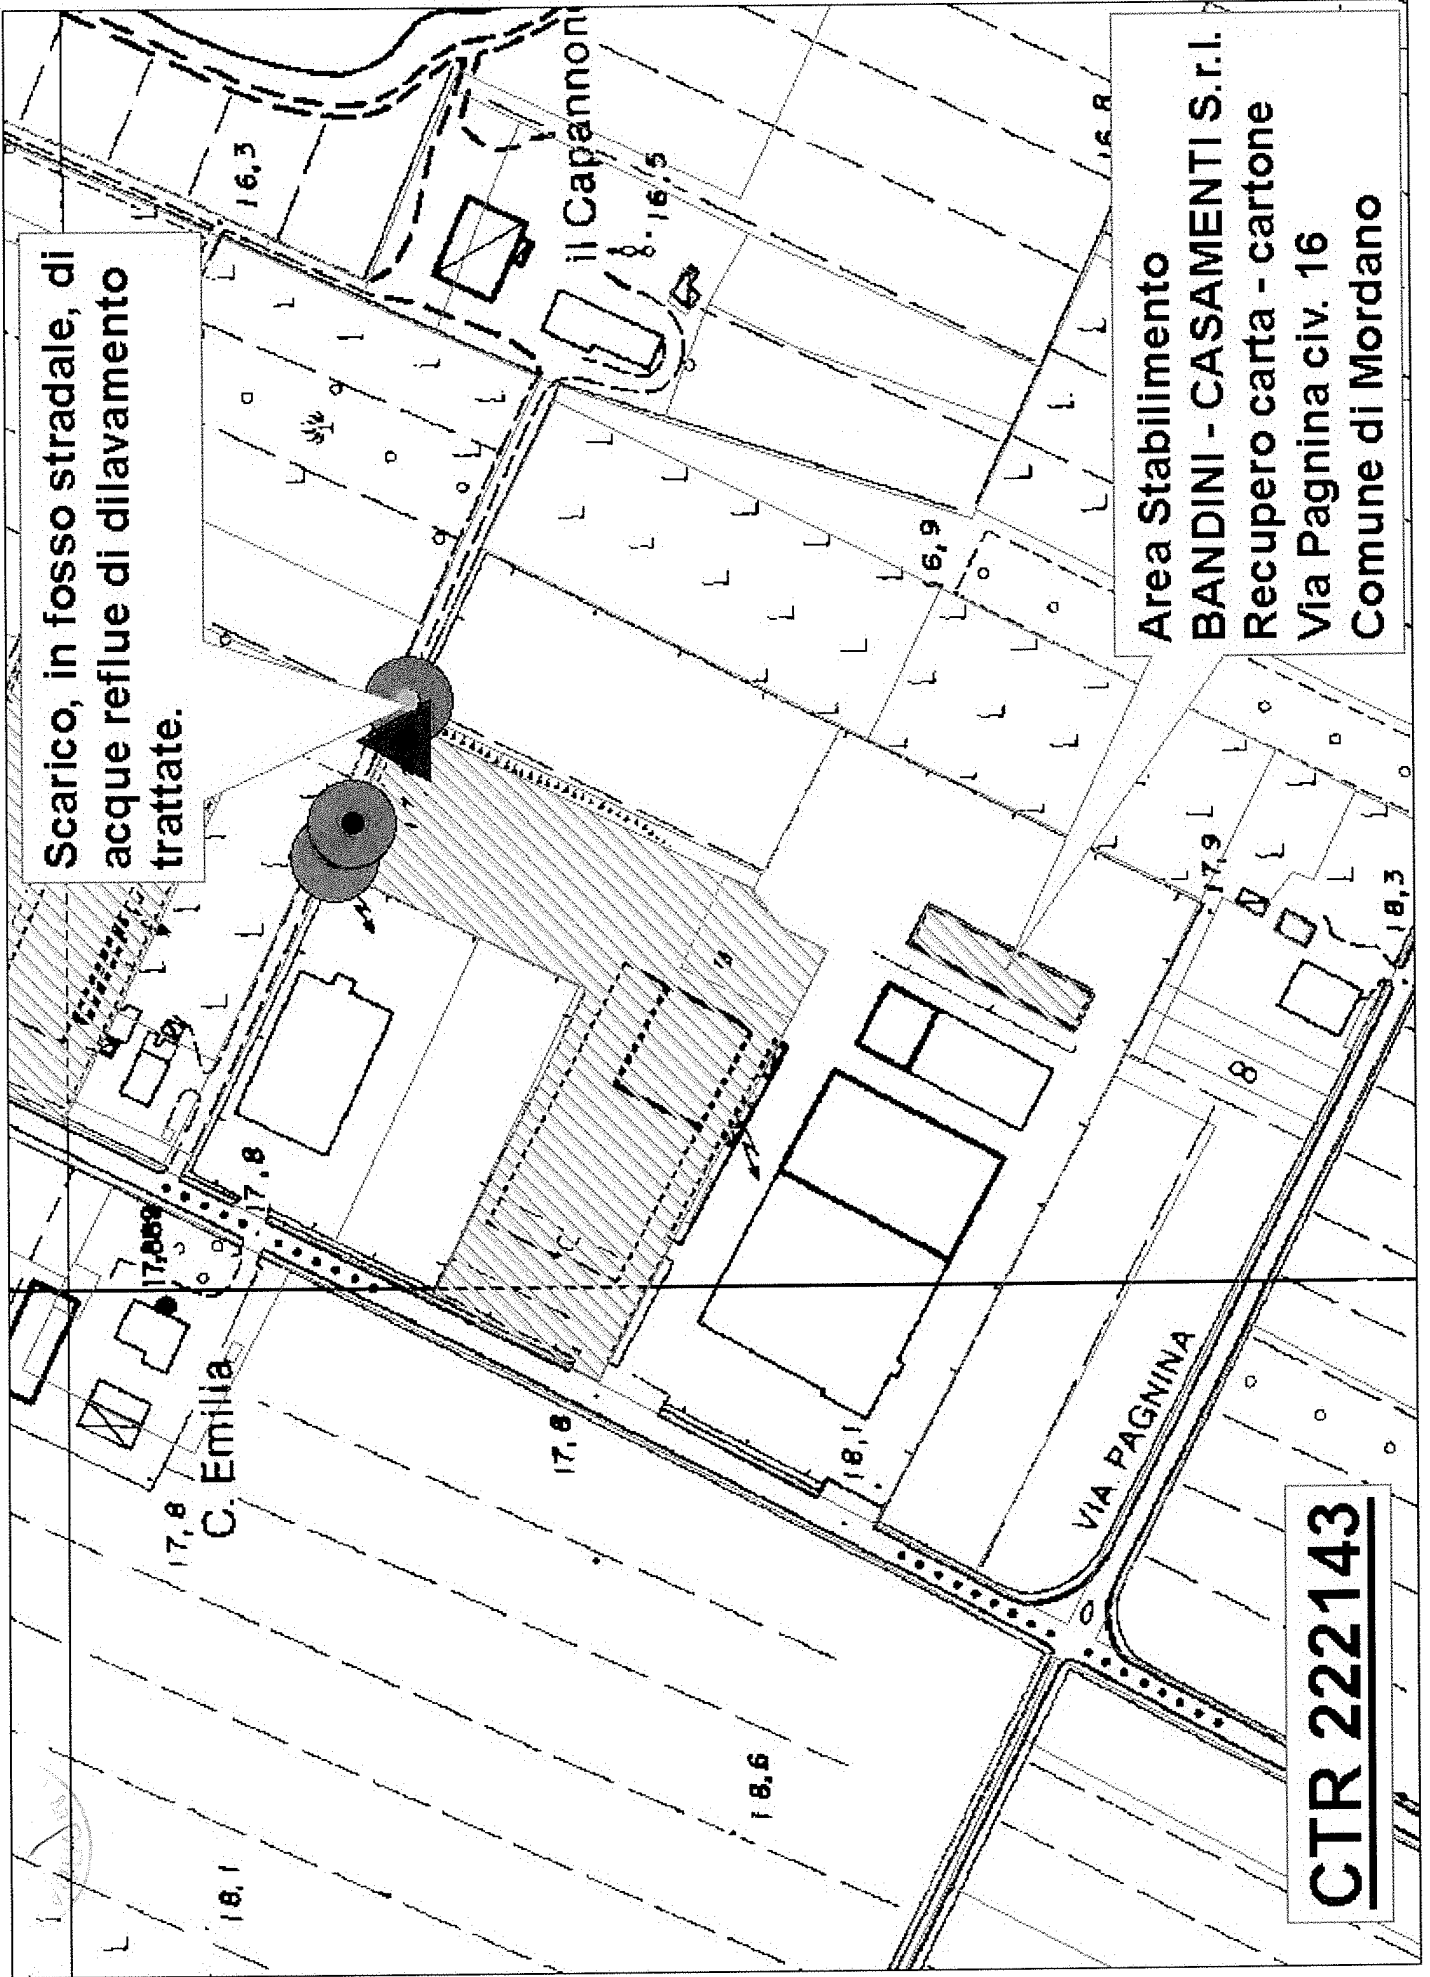 Scarico, in fosso stradale, di
acque reflue di dilavamento
trattate.
Area Stabilimento
BANDINI - CASAMENTI S.r.l.
Recupero carta - cartone
Via Pagnina civ. 16
Comune di Mordano
CTR 222143
il Capannon
C. Emilia
VIA PAGNINA
16,3
16,5
16,8
16,9
17,9
18,3
17,8
17,8
17,8
18,1
18,6
18,1